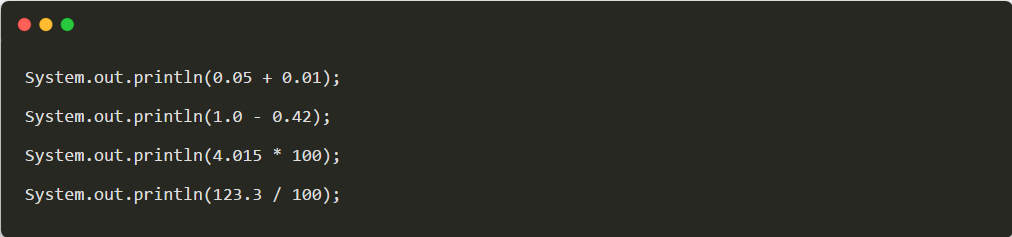 System.out.println(0.05 + 0.01);
System.out.println(1.0 - 0.42);
System.out.println(4.015 * 100);
System.out.println(123.3 / 100);